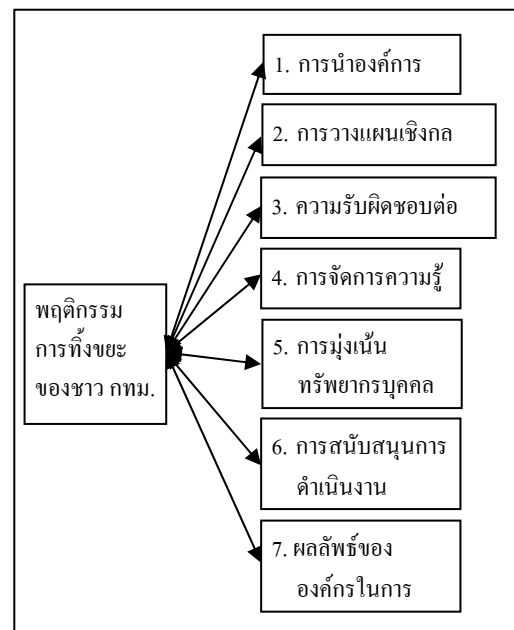 1. การนำองค์การ
2. การวางแผนเชิงกล
3. ความรับผิดชอบต่อ
4. การจัดการความรู้
พฤติกรรม
การทิ้งขยะ
ของชาว กทม.
5. การมุ่งเน้น
ทรัพยากรบุคคล
6. การสนับสนุนการ
ดำเนินงาน
7. ผลลัพธ์ของ
องค์กรในการ